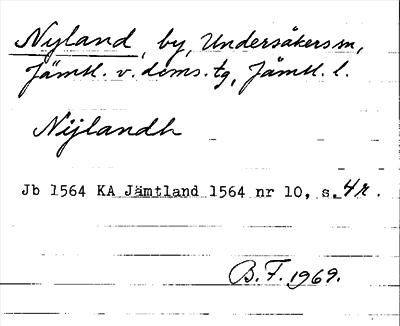 Nyland, by, Undersåkers sn,
Jämtl. v. doms. tg, Jämtl. l.
Nijlandh
Jb 1564 KA Jämtland 1564 nr 10, s. 4r.
B.F. 1969.